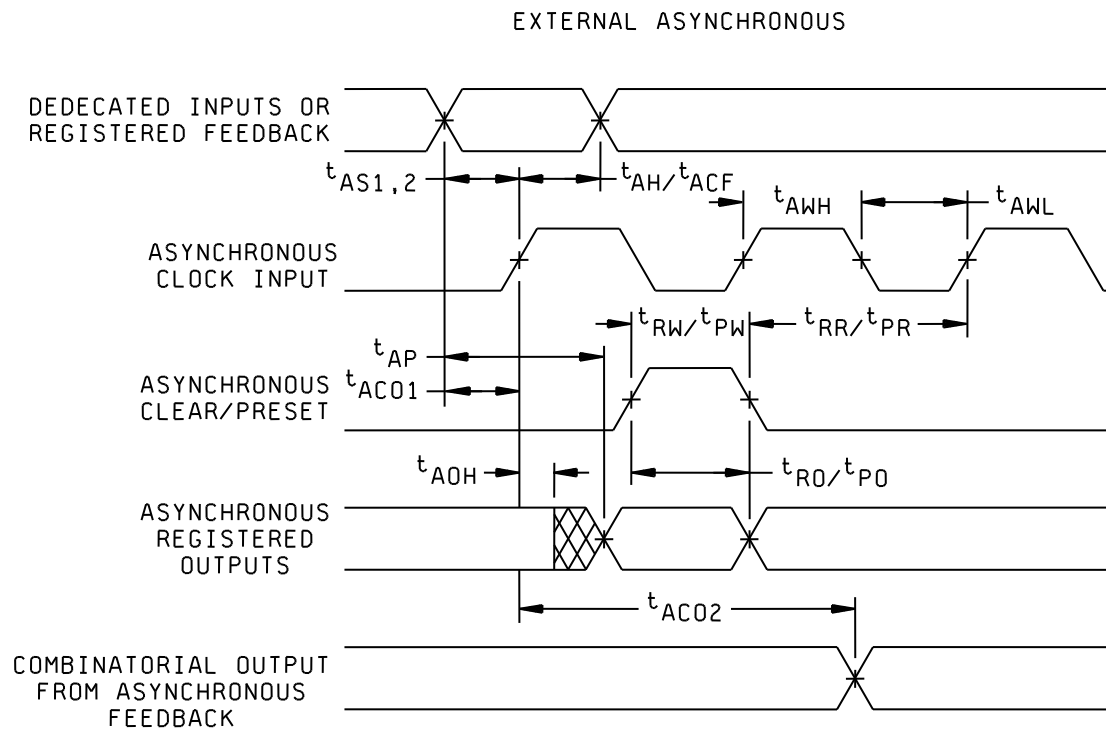 EXTERNAL ASYNCHRONOUS
DEDECATED INPUTS OR
REGISTERED FEEDBACK
tAS1,2
tAH/tACF
tAWH
tAWL
ASYNCHRONOUS
CLOCK INPUT
tRW/tPW
tRR/tPR
tAP
tACO1
ASYNCHRONOUS
CLEAR/PRESET
tAOH
tRO/tPO
ASYNCHRONOUS
REGISTERED
OUTPUTS
tACO2
COMBINATORIAL OUTPUT
FROM ASYNCHRONOUS
FEEDBACK